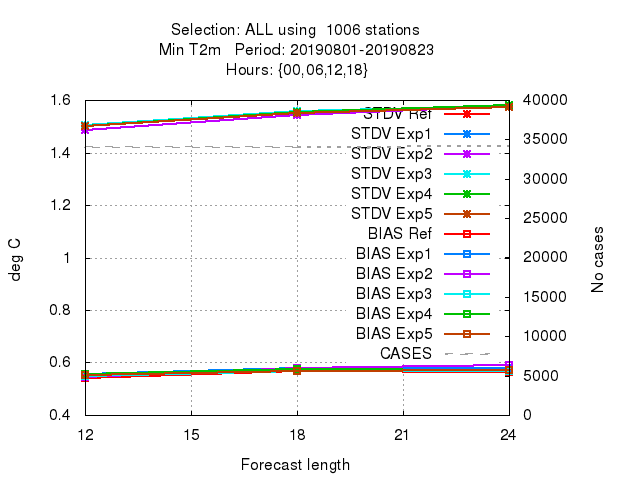 Selection: ALL using  1006 stations
Min T2m   Period: 20190801-20190823
Hours: {00,06,12,18}
1.6
1.4
1.2
1
0.8
0.6
0.4
deg C
40000
35000
30000
25000
20000
15000
10000
5000
0
No cases
STDV Ref
STDV Exp1
STDV Exp2
STDV Exp3
STDV Exp4
STDV Exp5
BIAS Ref
BIAS Exp1
BIAS Exp2
BIAS Exp3
BIAS Exp4
BIAS Exp5
CASES
12 15 18 21 24
Forecast length